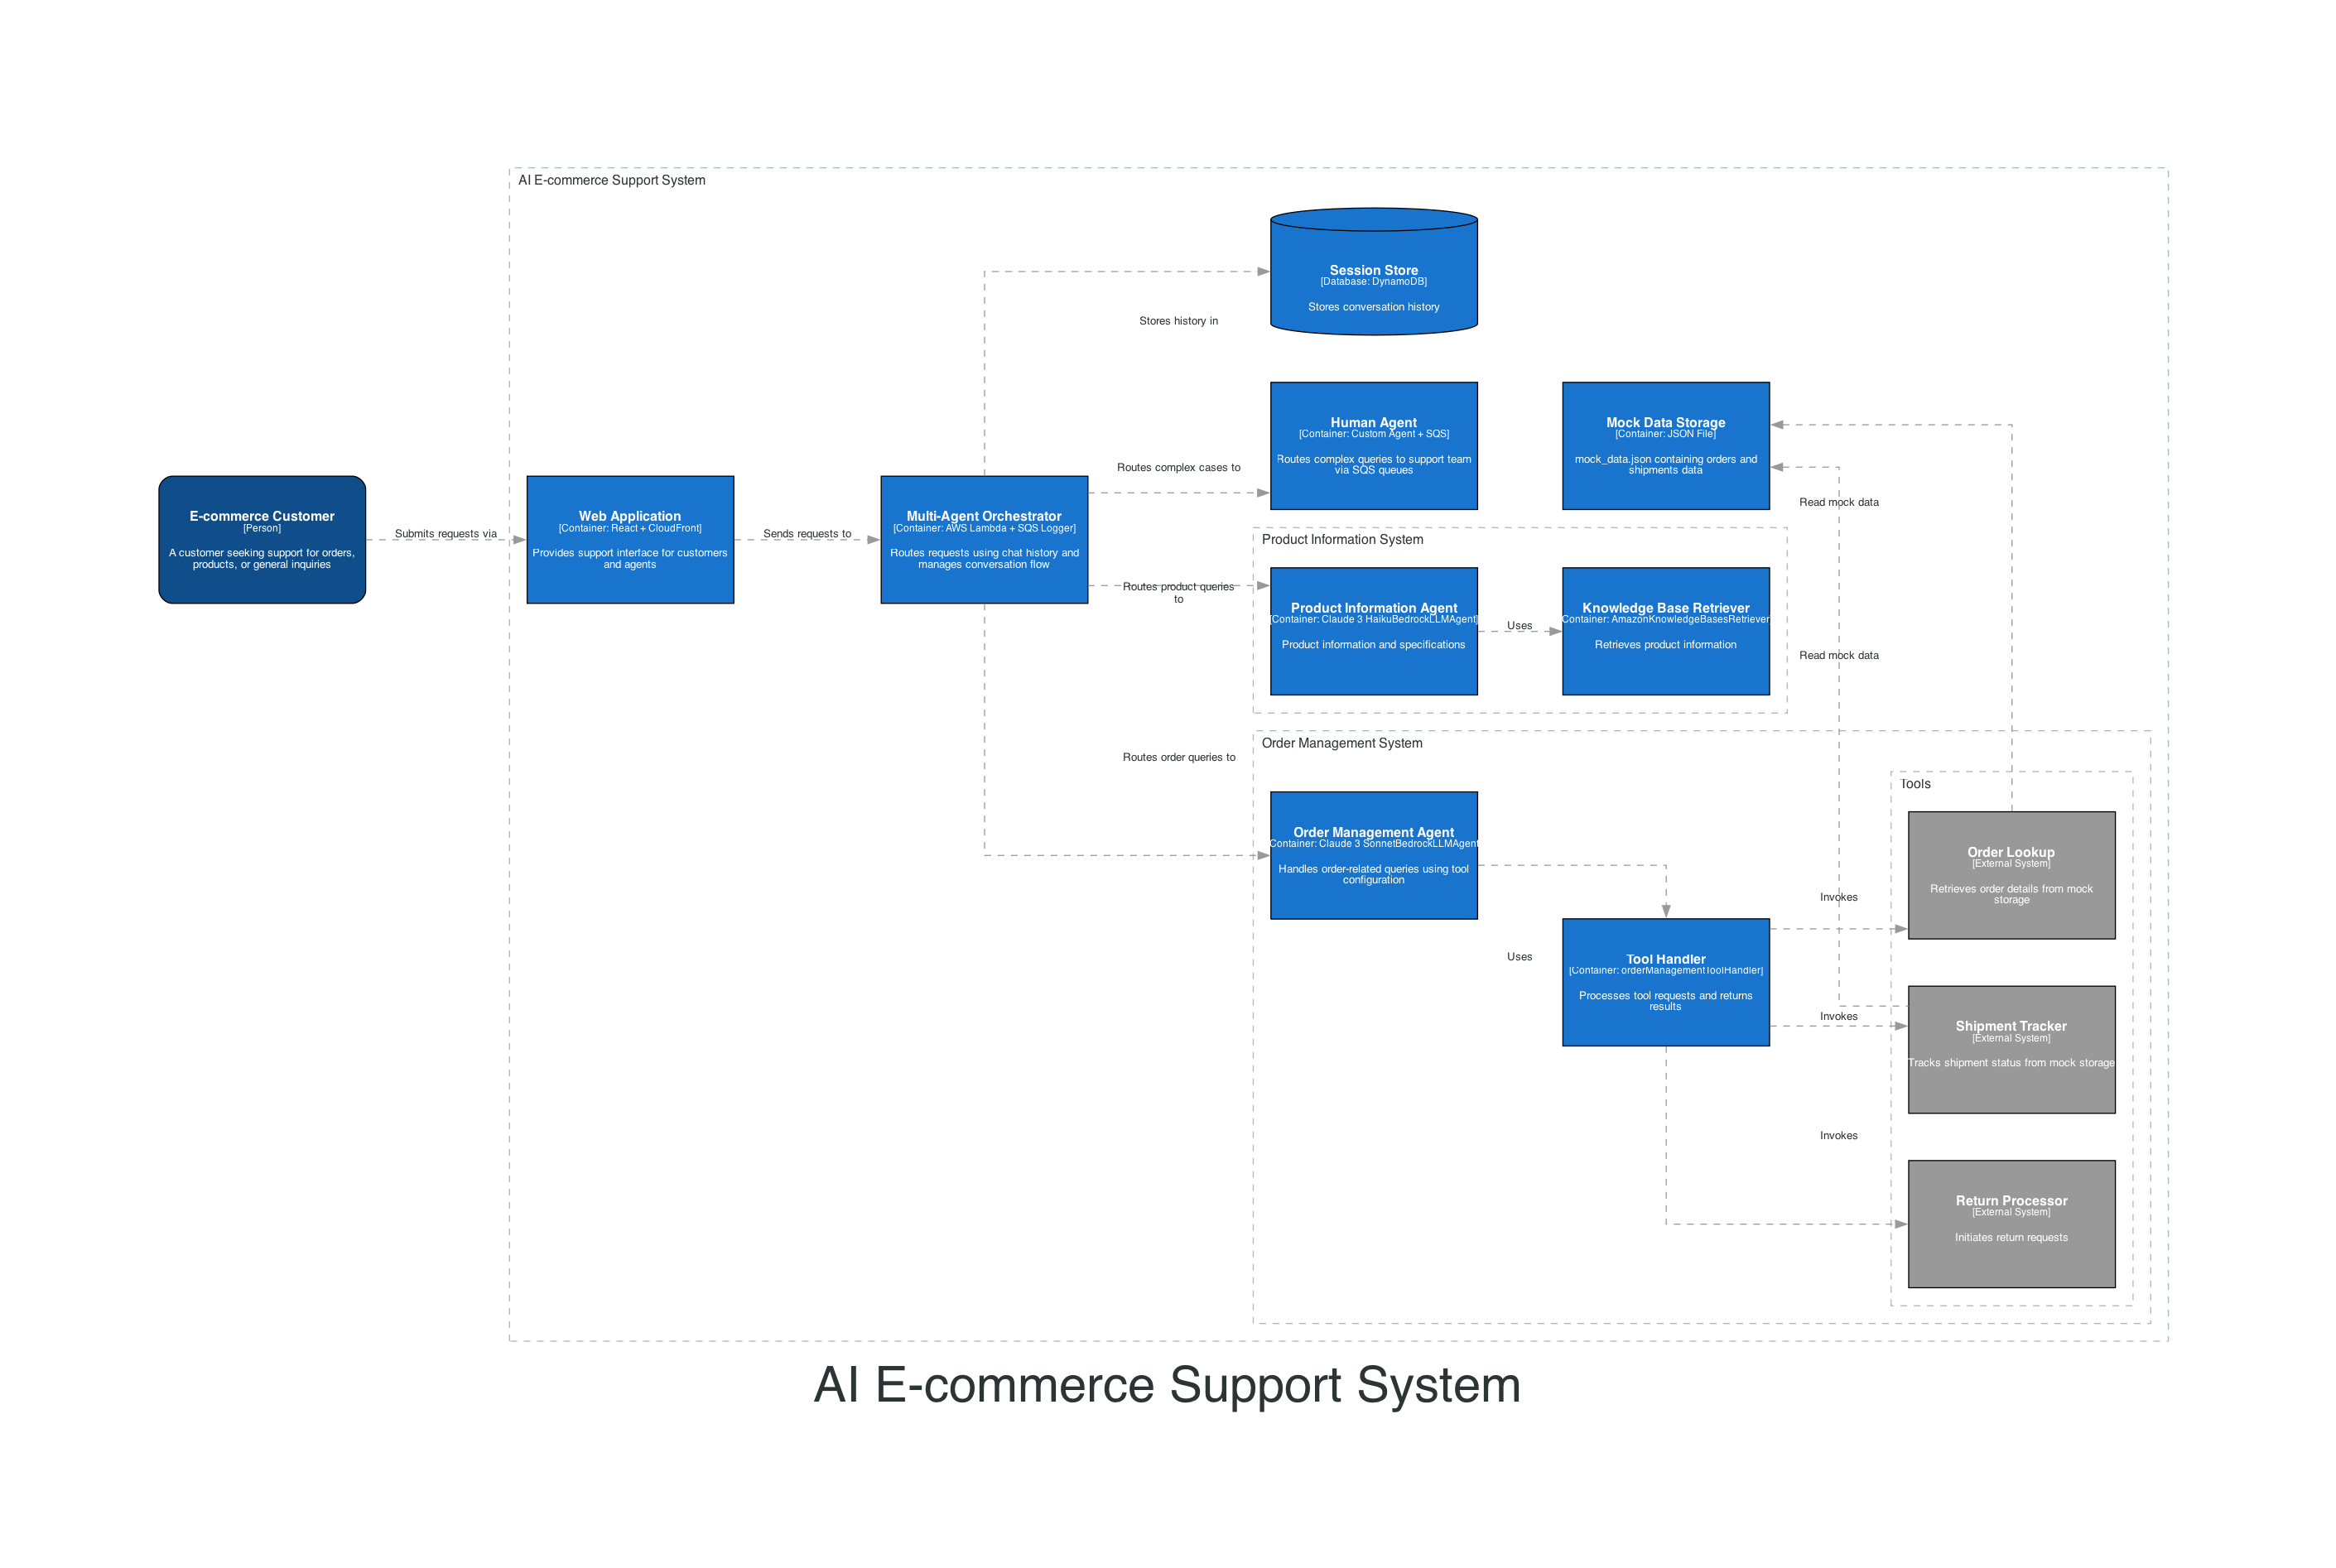 AI E-commerce Support System
Session Store
[Database: DynamoDB]
Stores conversation history
Stores history in
Human Agent
[Container: Custom Agent + SQS]
Routes complex queries to support team
via SQS queues
Mock Data Storage
[Container: JSON File]
mock_data.json containing orders and
shipments data
Routes complex cases to
Read mock data
E-commerce Customer
[Person]
A customer seeking support for orders,
products, or general inquiries
Submits requests via
Web Application
[Container: React + CloudFront]
Provides support interface for customers
and agents
Sends requests to
Multi-Agent Orchestrator
[Container: AWS Lambda + SQS Logger]
Routes requests using chat history and
manages conversation flow
Routes product queries
to
Product Information System
Product Information Agent
[Container: Claude 3 HaikuBedrockLLMAgent]
Product information and specifications
Uses
Knowledge Base Retriever
Container: AmazonKnowledgeBasesRetriever
Retrieves product information
Read mock data
Routes order queries to
Order Management System
Order Management Agent
Container: Claude 3 SonnetBedrockLLMAgent
Handles order-related queries using tool
configuration
Uses
Tool Handler
[Container: orderManagementToolHandler]
Processes tool requests and returns
results
Tools
Invokes
Order Lookup
[External System]
Retrieves order details from mock
storage
Invokes
Shipment Tracker
[External System]
Tracks shipment status from mock storage
Invokes
Return Processor
[External System]
Initiates return requests
AI E-commerce Support System